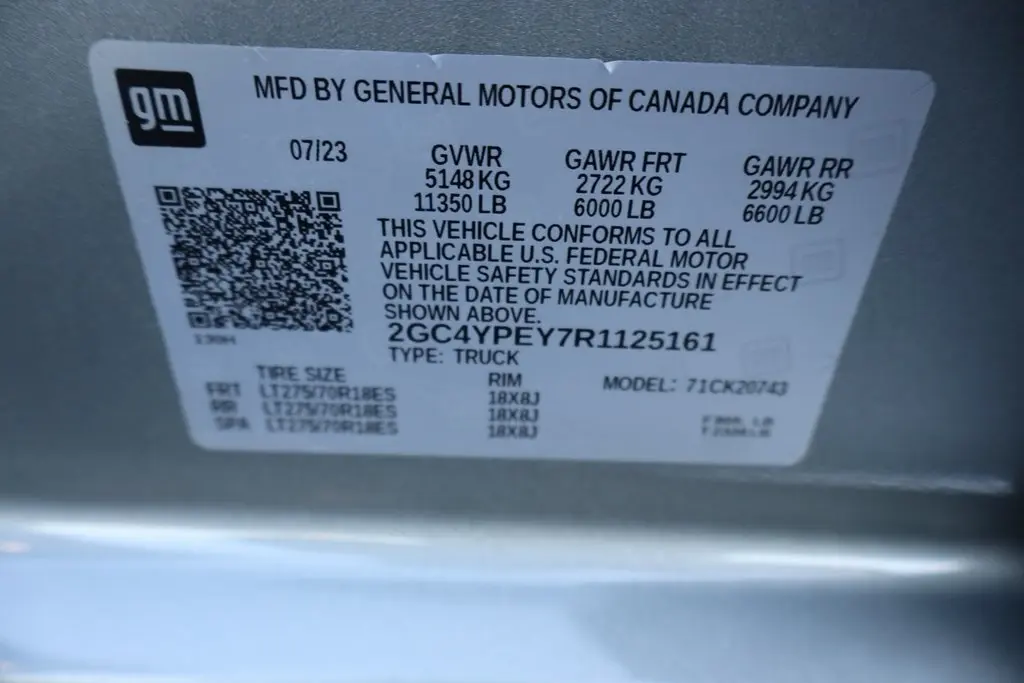 gm
MFD BY GENERAL MOTORS OF CANADA COMPANY
07/23 GVWR GAWR FRT GAWR RR
5148 KG 2722 KG 2994 KG
11350 LB 6000 LB 6600 LB
THIS VEHICLE CONFORMS TO ALL
APPLICABLE U.S. FEDERAL MOTOR
VEHICLE SAFETY STANDARDS IN EFFECT
ON THE DATE OF MANUFACTURE
SHOWN ABOVE.
2GC4YPEY7R1125161
TYPE: TRUCK
TIRE SIZE RIM MODEL: 71CK20743
FRT LT275/70R18ES 18X8J
RR LT275/70R18ES 18X8J
SPA LT275/70R18ES 18X8J